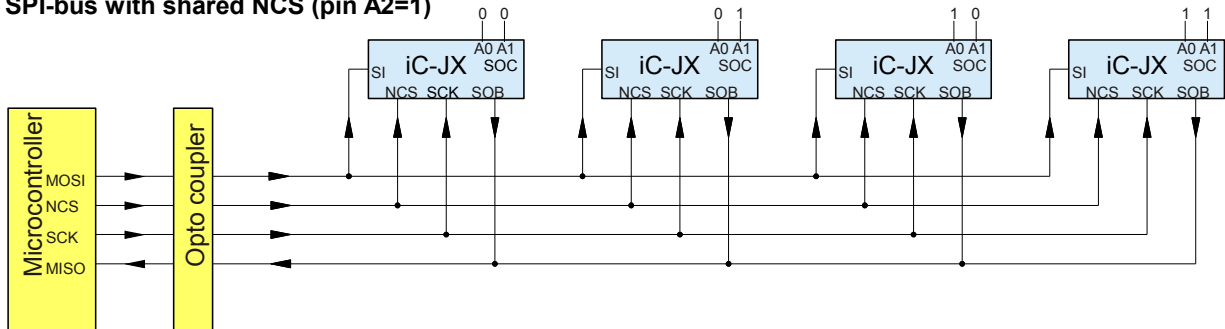 SPI-bus with shared NCS (pin A2=1)
0 0
0 1
1 0
1 1
A0 A1
A0 A1
A0 A1
A0 A1
SI iC-JX SOC
SI iC-JX SOC
SI iC-JX SOC
SI iC-JX SOC
NCS SCK SOB
NCS SCK SOB
NCS SCK SOB
NCS SCK SOB
Microcontroller
MOSI
NCS
SCK
MISO
Opto coupler